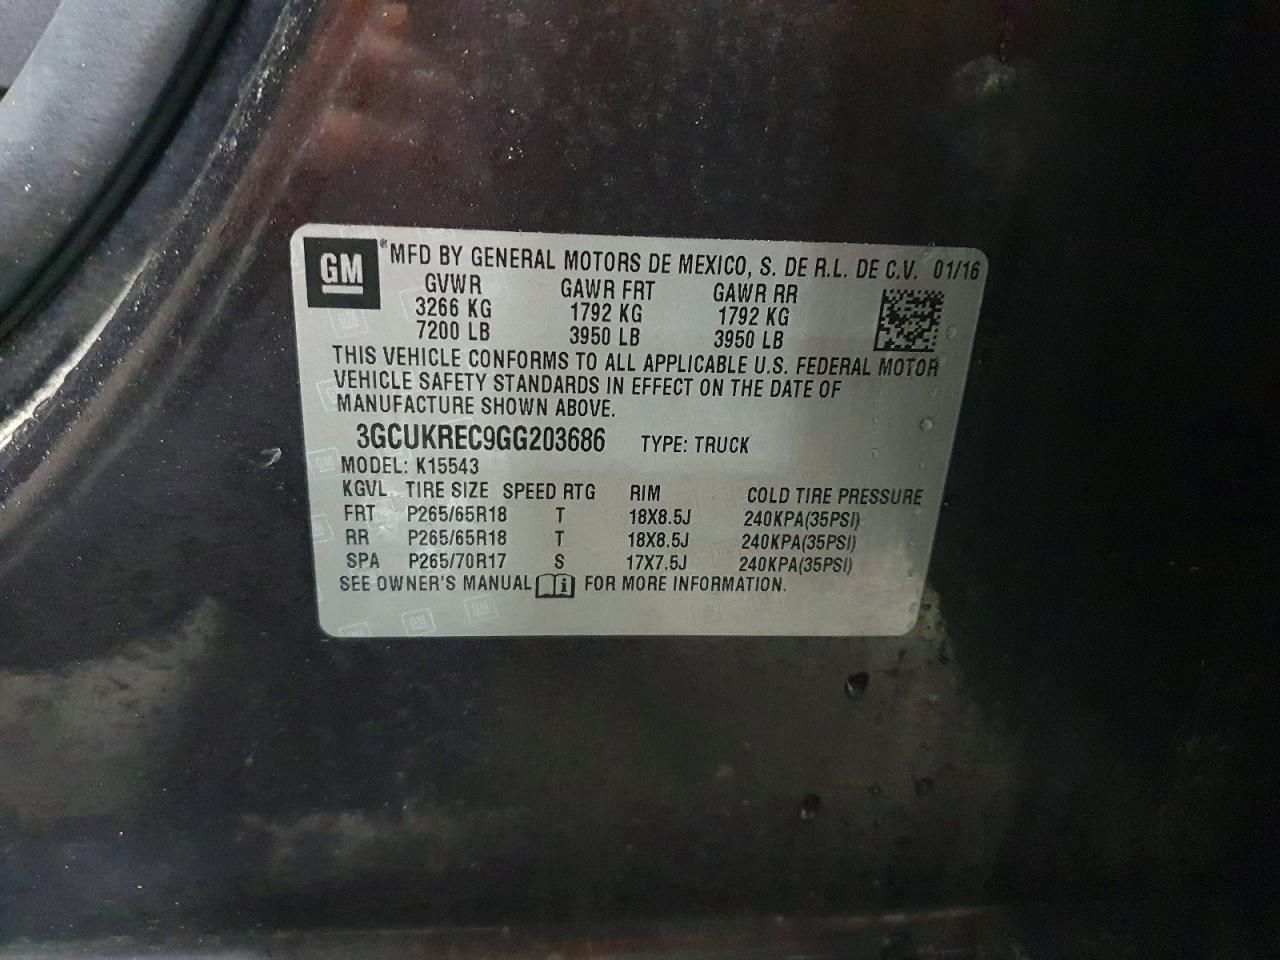 GM ® MFD BY GENERAL MOTORS DE MEXICO, S. DE R.L. DE C.V. 01/16
GVWR GAWR FRT GAWR RR
3266 KG 1792 KG 1792 KG
7200 LB 3950 LB 3950 LB
THIS VEHICLE CONFORMS TO ALL APPLICABLE U.S. FEDERAL MOTOR
VEHICLE SAFETY STANDARDS IN EFFECT ON THE DATE OF
MANUFACTURE SHOWN ABOVE.
3GCUKREC9GG203686 TYPE: TRUCK
MODEL: K15543
KGVL TIRE SIZE SPEED RTG RIM COLD TIRE PRESSURE
FRT P265/65R18 T 18X8.5J 240KPA(35PSI)
RR P265/65R18 T 18X8.5J 240KPA(35PSI)
SPA P265/70R17 S 17X7.5J 240KPA(35PSI)
SEE OWNER'S MANUAL i FOR MORE INFORMATION.